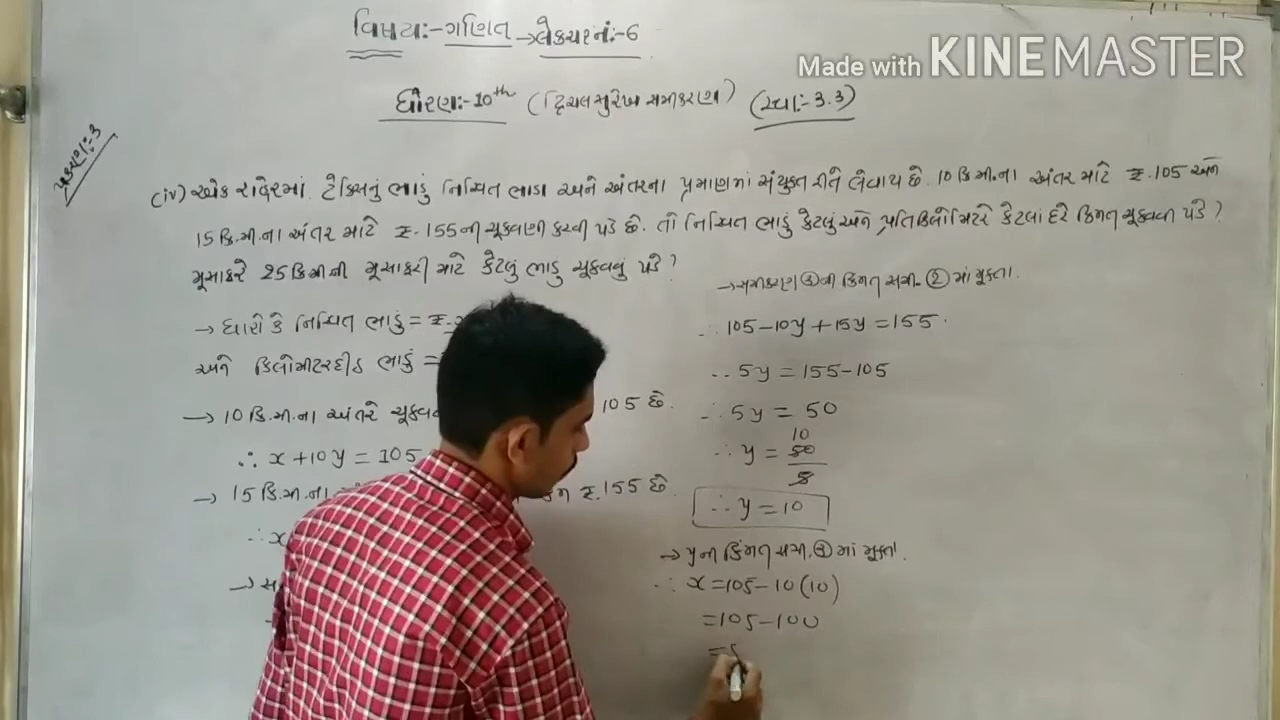 વિષય:-ગણિત →લેક્ચરનં:-6
Made with KINEMASTER
ધોરણ:-10th (દ્વિચલ સુરેખ સમીકરણ) (સ્વા:-3.3)
પ્રકરણ:-3
(iv) એક શહેરમાં ટેક્સિનું ભાડું નિશ્ચિત ભાડા અને અંતરના પ્રમાણમાં સંયુક્ત રીતે લેવાય છે. 10 કિ.મી.ના અંતર માટે ₹.105 અને
15 કિ.મી.ના અંતર માટે ₹.155ની ચૂકવણી કરવી પડે છે. તો નિશ્ચિત ભાડું કેટલું અને પ્રતિકિલોમિટરે કેટલાં દરે કિંમત ચૂકવવી પડે?
મૂસાફરે 25 કિમીની મૂસાફરી માટે કેટલું ભાડુ ચૂકવવું પડે?
→ ધારો કે નિશ્ચિત ભાડું = ₹.
અને કિલોમીટરદીઠ ભાડું =
→ 10 કિ.મી.ના અંતરે 105 છે.
∴ x + 10y = 105
→ 15 કિ.મી.ના ₹.155 છે.
∴ x
→ સ
→ સમીકરણ ③ની કિંમત સમી. ② માં મૂકતા.
∴ 105 – 10y + 15y = 155.
∴ 5y = 155 – 105
∴ 5y = 50
10
∴ y = 50
5
∴ y = 10
→ yની કિંમત સમી. ③ માં મૂકતા.
∴ x = 105 – 10 (10)
= 105 – 100
=